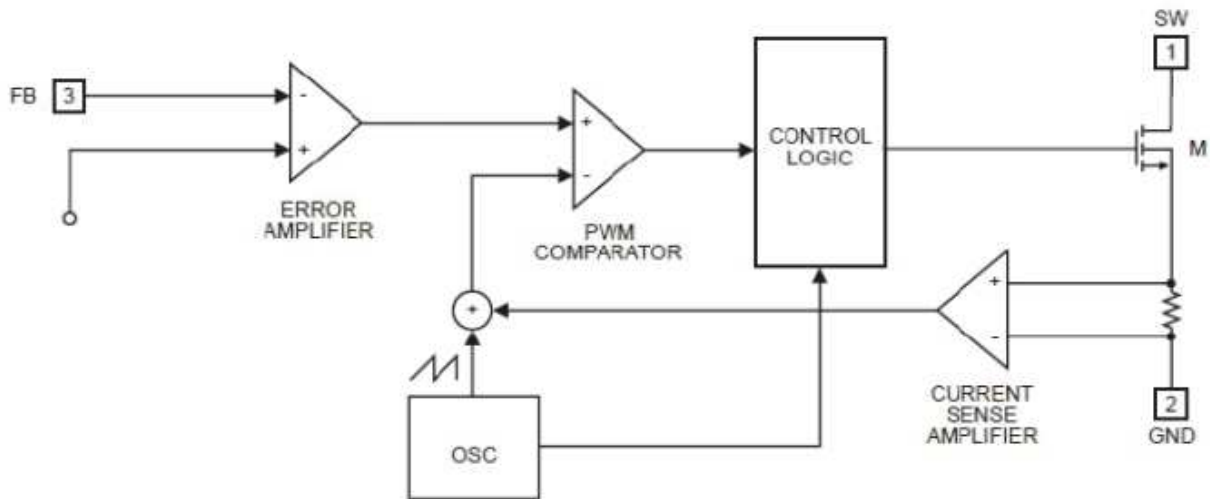 SW
1
FB
3
-
+
ERROR
AMPLIFIER
+
-
PWM
COMPARATOR
CONTROL
LOGIC
M
+
+
-
CURRENT
SENSE
AMPLIFIER
2
GND
OSC